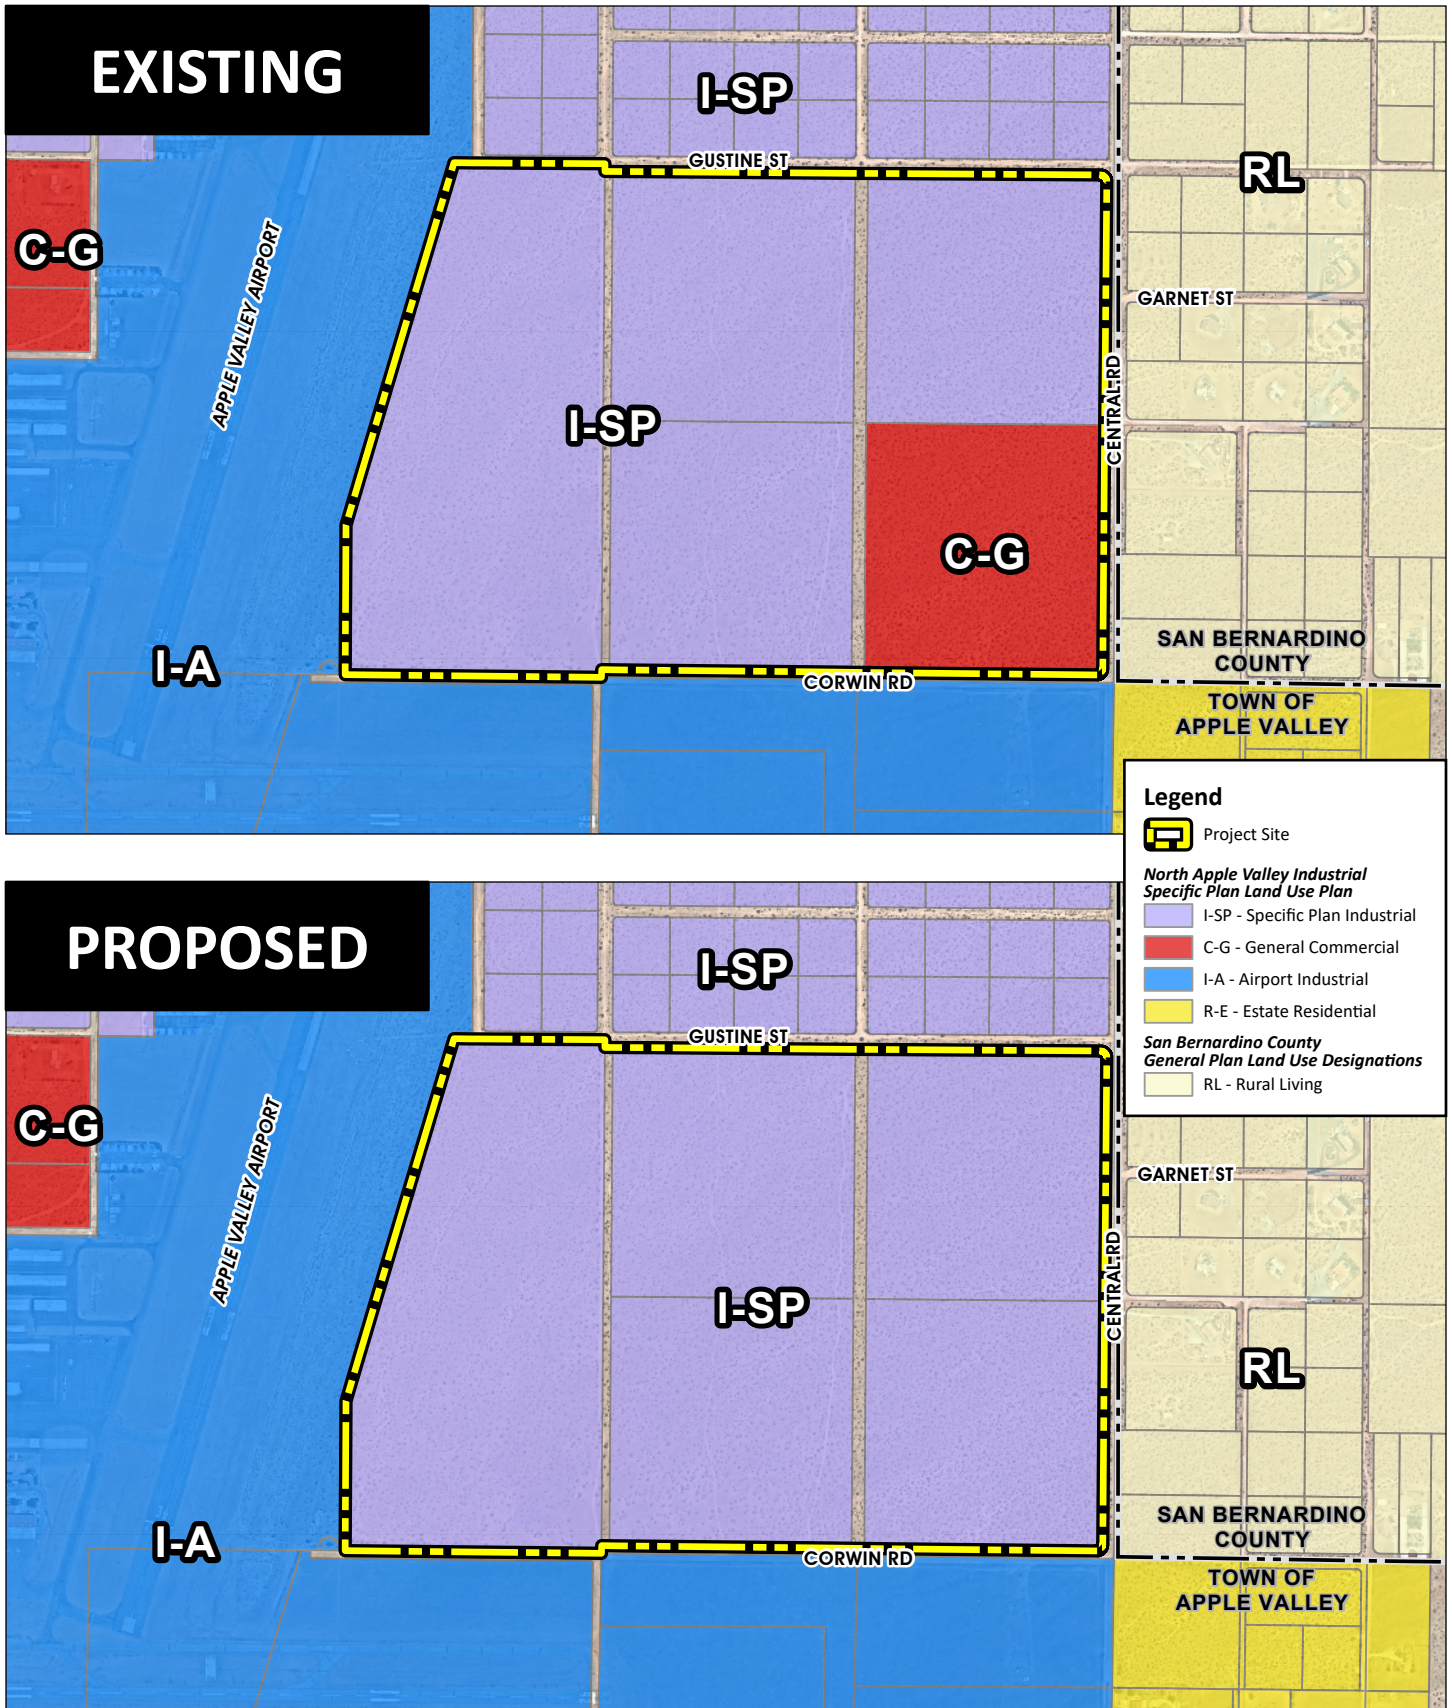 EXISTING
I-SP
GUSTINE ST
RL
C-G
APPLE VALLEY AIRPORT
GARNET ST
CENTRAL RD
I-SP
C-G
SAN BERNARDINO
COUNTY
I-A
CORWIN RD
TOWN OF
APPLE VALLEY
Legend
Project Site
North Apple Valley Industrial
Specific Plan Land Use Plan
I-SP - Specific Plan Industrial
C-G - General Commercial
I-A - Airport Industrial
R-E - Estate Residential
San Bernardino County
General Plan Land Use Designations
RL - Rural Living
PROPOSED
I-SP
GUSTINE ST
C-G
APPLE VALLEY AIRPORT
GARNET ST
CENTRAL RD
I-SP
RL
SAN BERNARDINO
COUNTY
I-A
CORWIN RD
TOWN OF
APPLE VALLEY